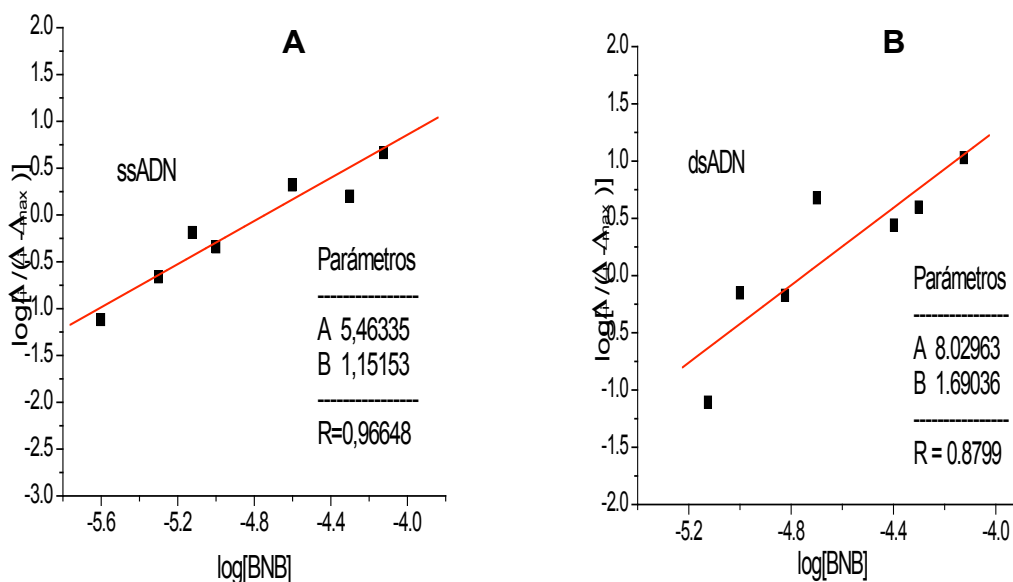 A
2.0
1.5
1.0
0.5
0.0
-0.5
-1.0
-1.5
-2.0
-2.5
-3.0
ssADN
Parámetros
-----------------
A 5,46335
B 1,15153
-----------------
R=0,96648
-5.6 -5.2 -4.8 -4.4 -4.0
log[BNB]
B
2.0
1.5
1.0
0.5
0.0
-0.5
-1.0
-1.5
-2.0
dsADN
Parámetros
-----------------
A 8.02963
B 1.69036
-----------------
R = 0.8799
-5.2 -4.8 -4.4 -4.0
log[BNB]